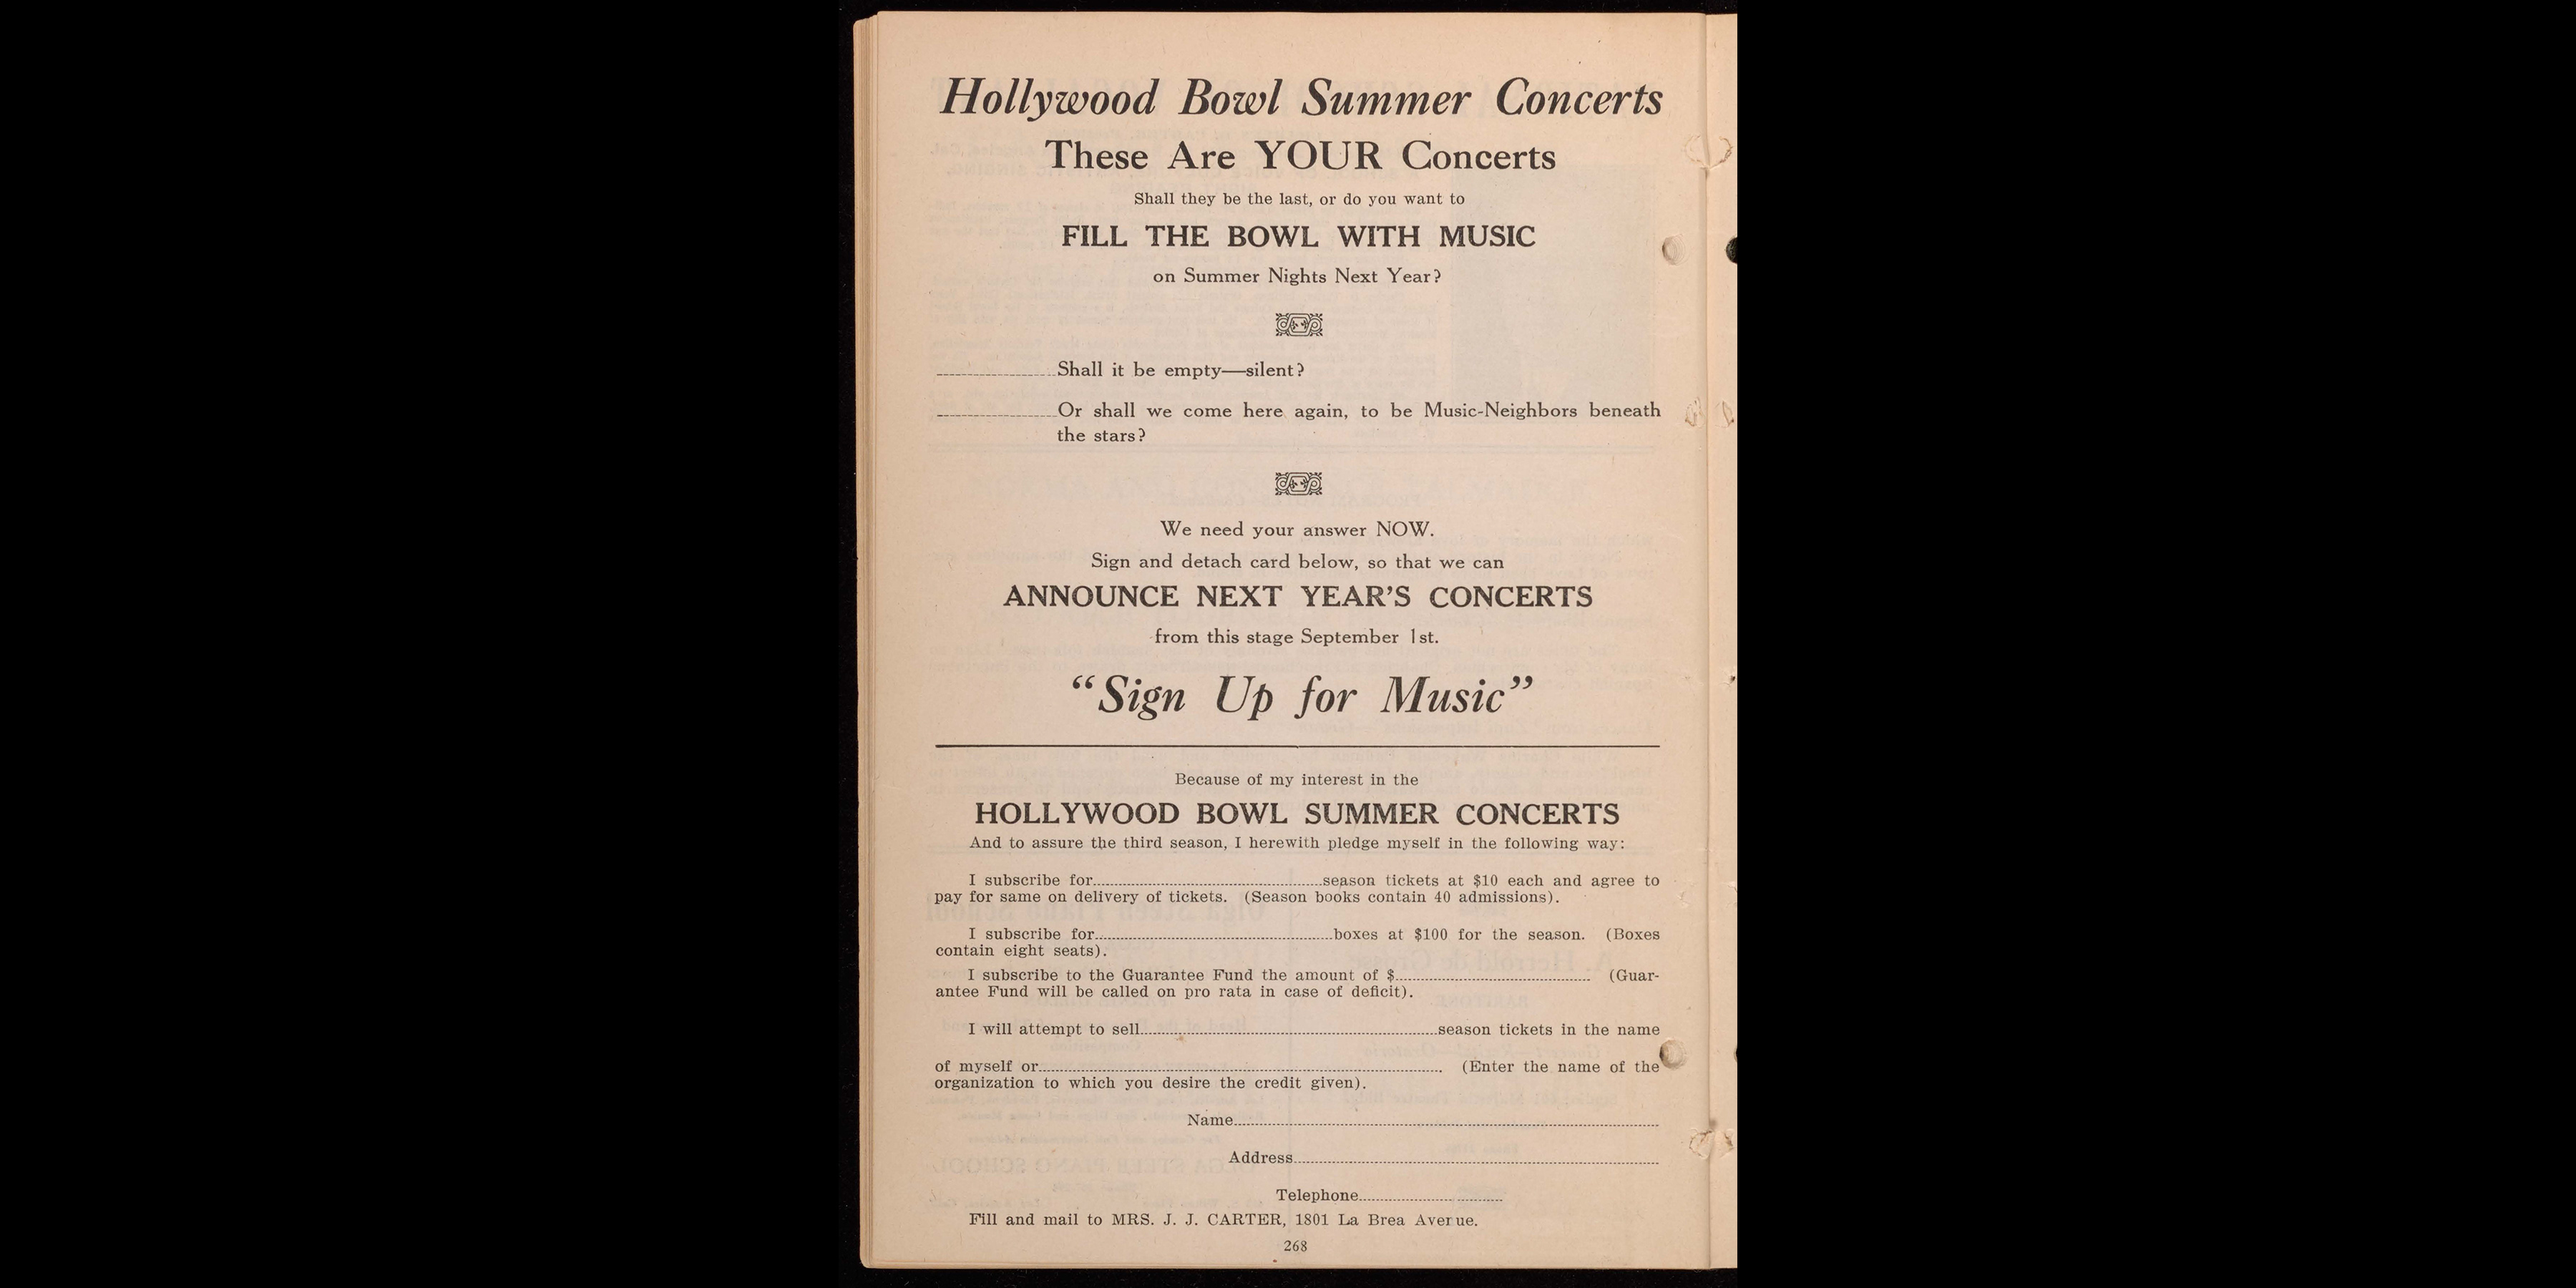 Hollywood Bowl Summer Concerts
These Are YOUR Concerts
Shall they be the last, or do you want to
FILL THE BOWL WITH MUSIC
on Summer Nights Next Year?
Shall it be empty—silent?
Or shall we come here again, to be Music-Neighbors beneath
the stars?
We need your answer NOW.
Sign and detach card below, so that we can
ANNOUNCE NEXT YEAR'S CONCERTS
from this stage September 1st.
"Sign Up for Music"
Because of my interest in the
HOLLYWOOD BOWL SUMMER CONCERTS
And to assure the third season, I herewith pledge myself in the following way:
I subscribe for season tickets at $10 each and agree to
pay for same on delivery of tickets. (Season books contain 40 admissions).
I subscribe for boxes at $100 for the season. (Boxes
contain eight seats).
I subscribe to the Guarantee Fund the amount of $ (Guar-
antee Fund will be called on pro rata in case of deficit).
I will attempt to sell season tickets in the name
of myself or . (Enter the name of the
organization to which you desire the credit given).
Name
Address
Telephone
Fill and mail to MRS. J. J. CARTER, 1801 La Brea Avenue.
268